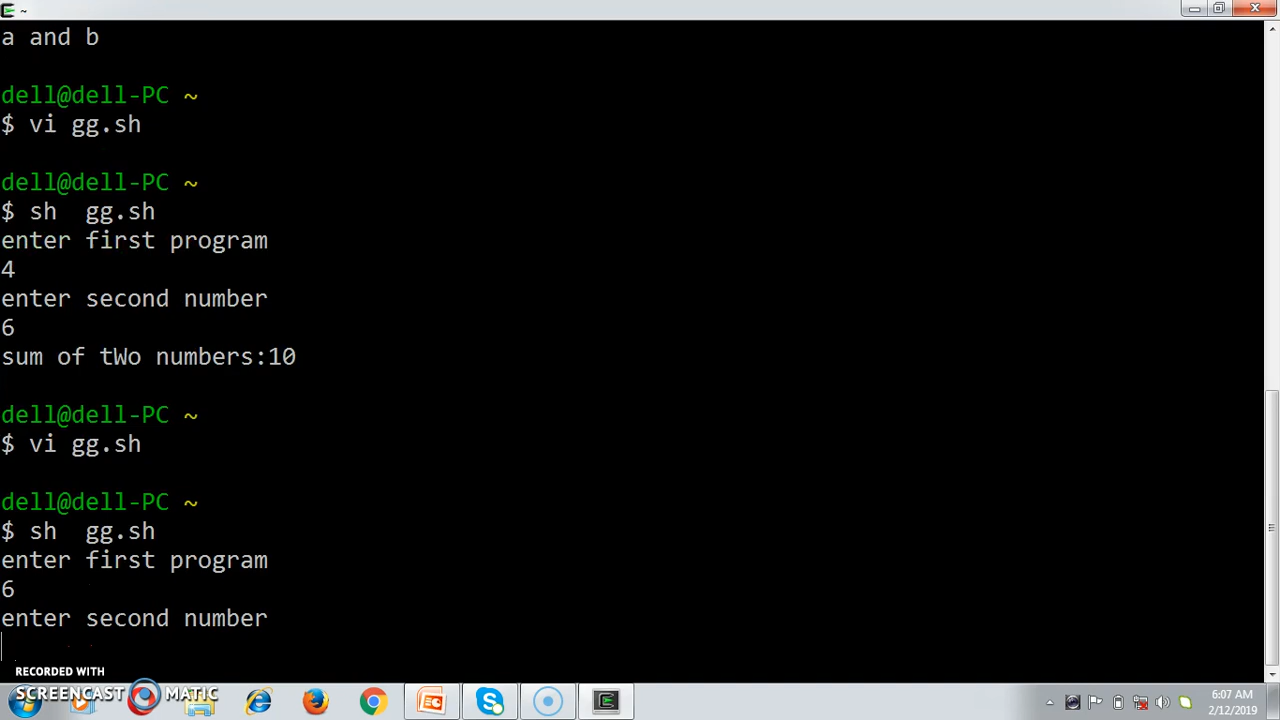 ~
a and b
dell@dell-PC ~
$ vi gg.sh
dell@dell-PC ~
$ sh  gg.sh
enter first program
4
enter second number
6
sum of tWo numbers:10
dell@dell-PC ~
$ vi gg.sh
dell@dell-PC ~
$ sh  gg.sh
enter first program
6
enter second number
RECORDED WITH
SCREENCAST MATIC
6:07 AM
2/12/2019